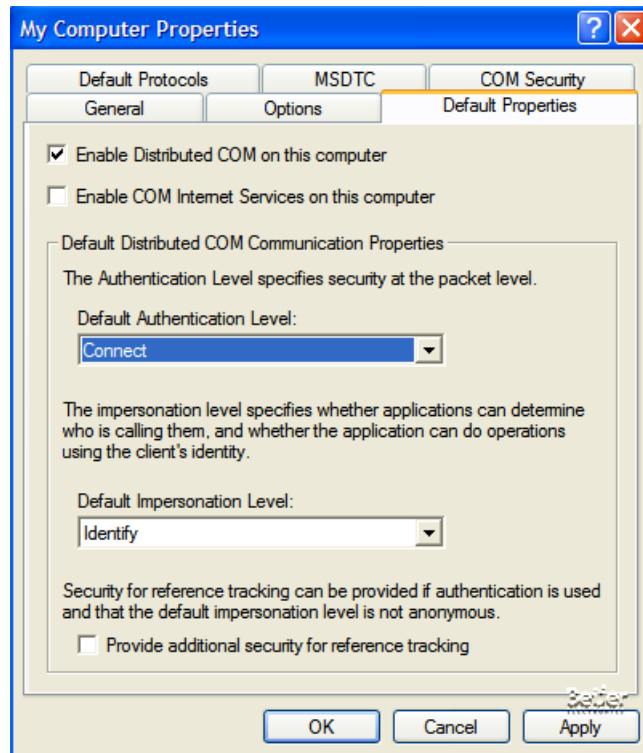 My Computer Properties
Default Protocols
MSDTC
COM Security
General
Options
Default Properties
Enable Distributed COM on this computer
Enable COM Internet Services on this computer
Default Distributed COM Communication Properties
The Authentication Level specifies security at the packet level.
Default Authentication Level:
Connect
The impersonation level specifies whether applications can determine
who is calling them, and whether the application can do operations
using the client's identity.
Default Impersonation Level:
Identify
Security for reference tracking can be provided if authentication is used
and that the default impersonation level is not anonymous.
Provide additional security for reference tracking
OK
Cancel
Apply